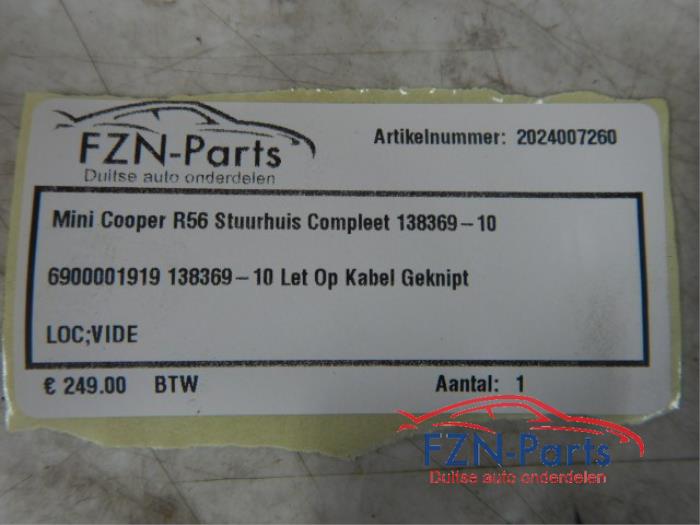 FZN-Parts
Duitse auto onderdelen
Artikelnummer: 2024007260
Mini Cooper R56 Stuurhuis Compleet 138369-10
6900001919 138369-10 Let Op Kabel Geknipt
LOC;VIDE
€ 249.00 BTW Aantal: 1
FZN-Parts
Duitse auto onderdelen